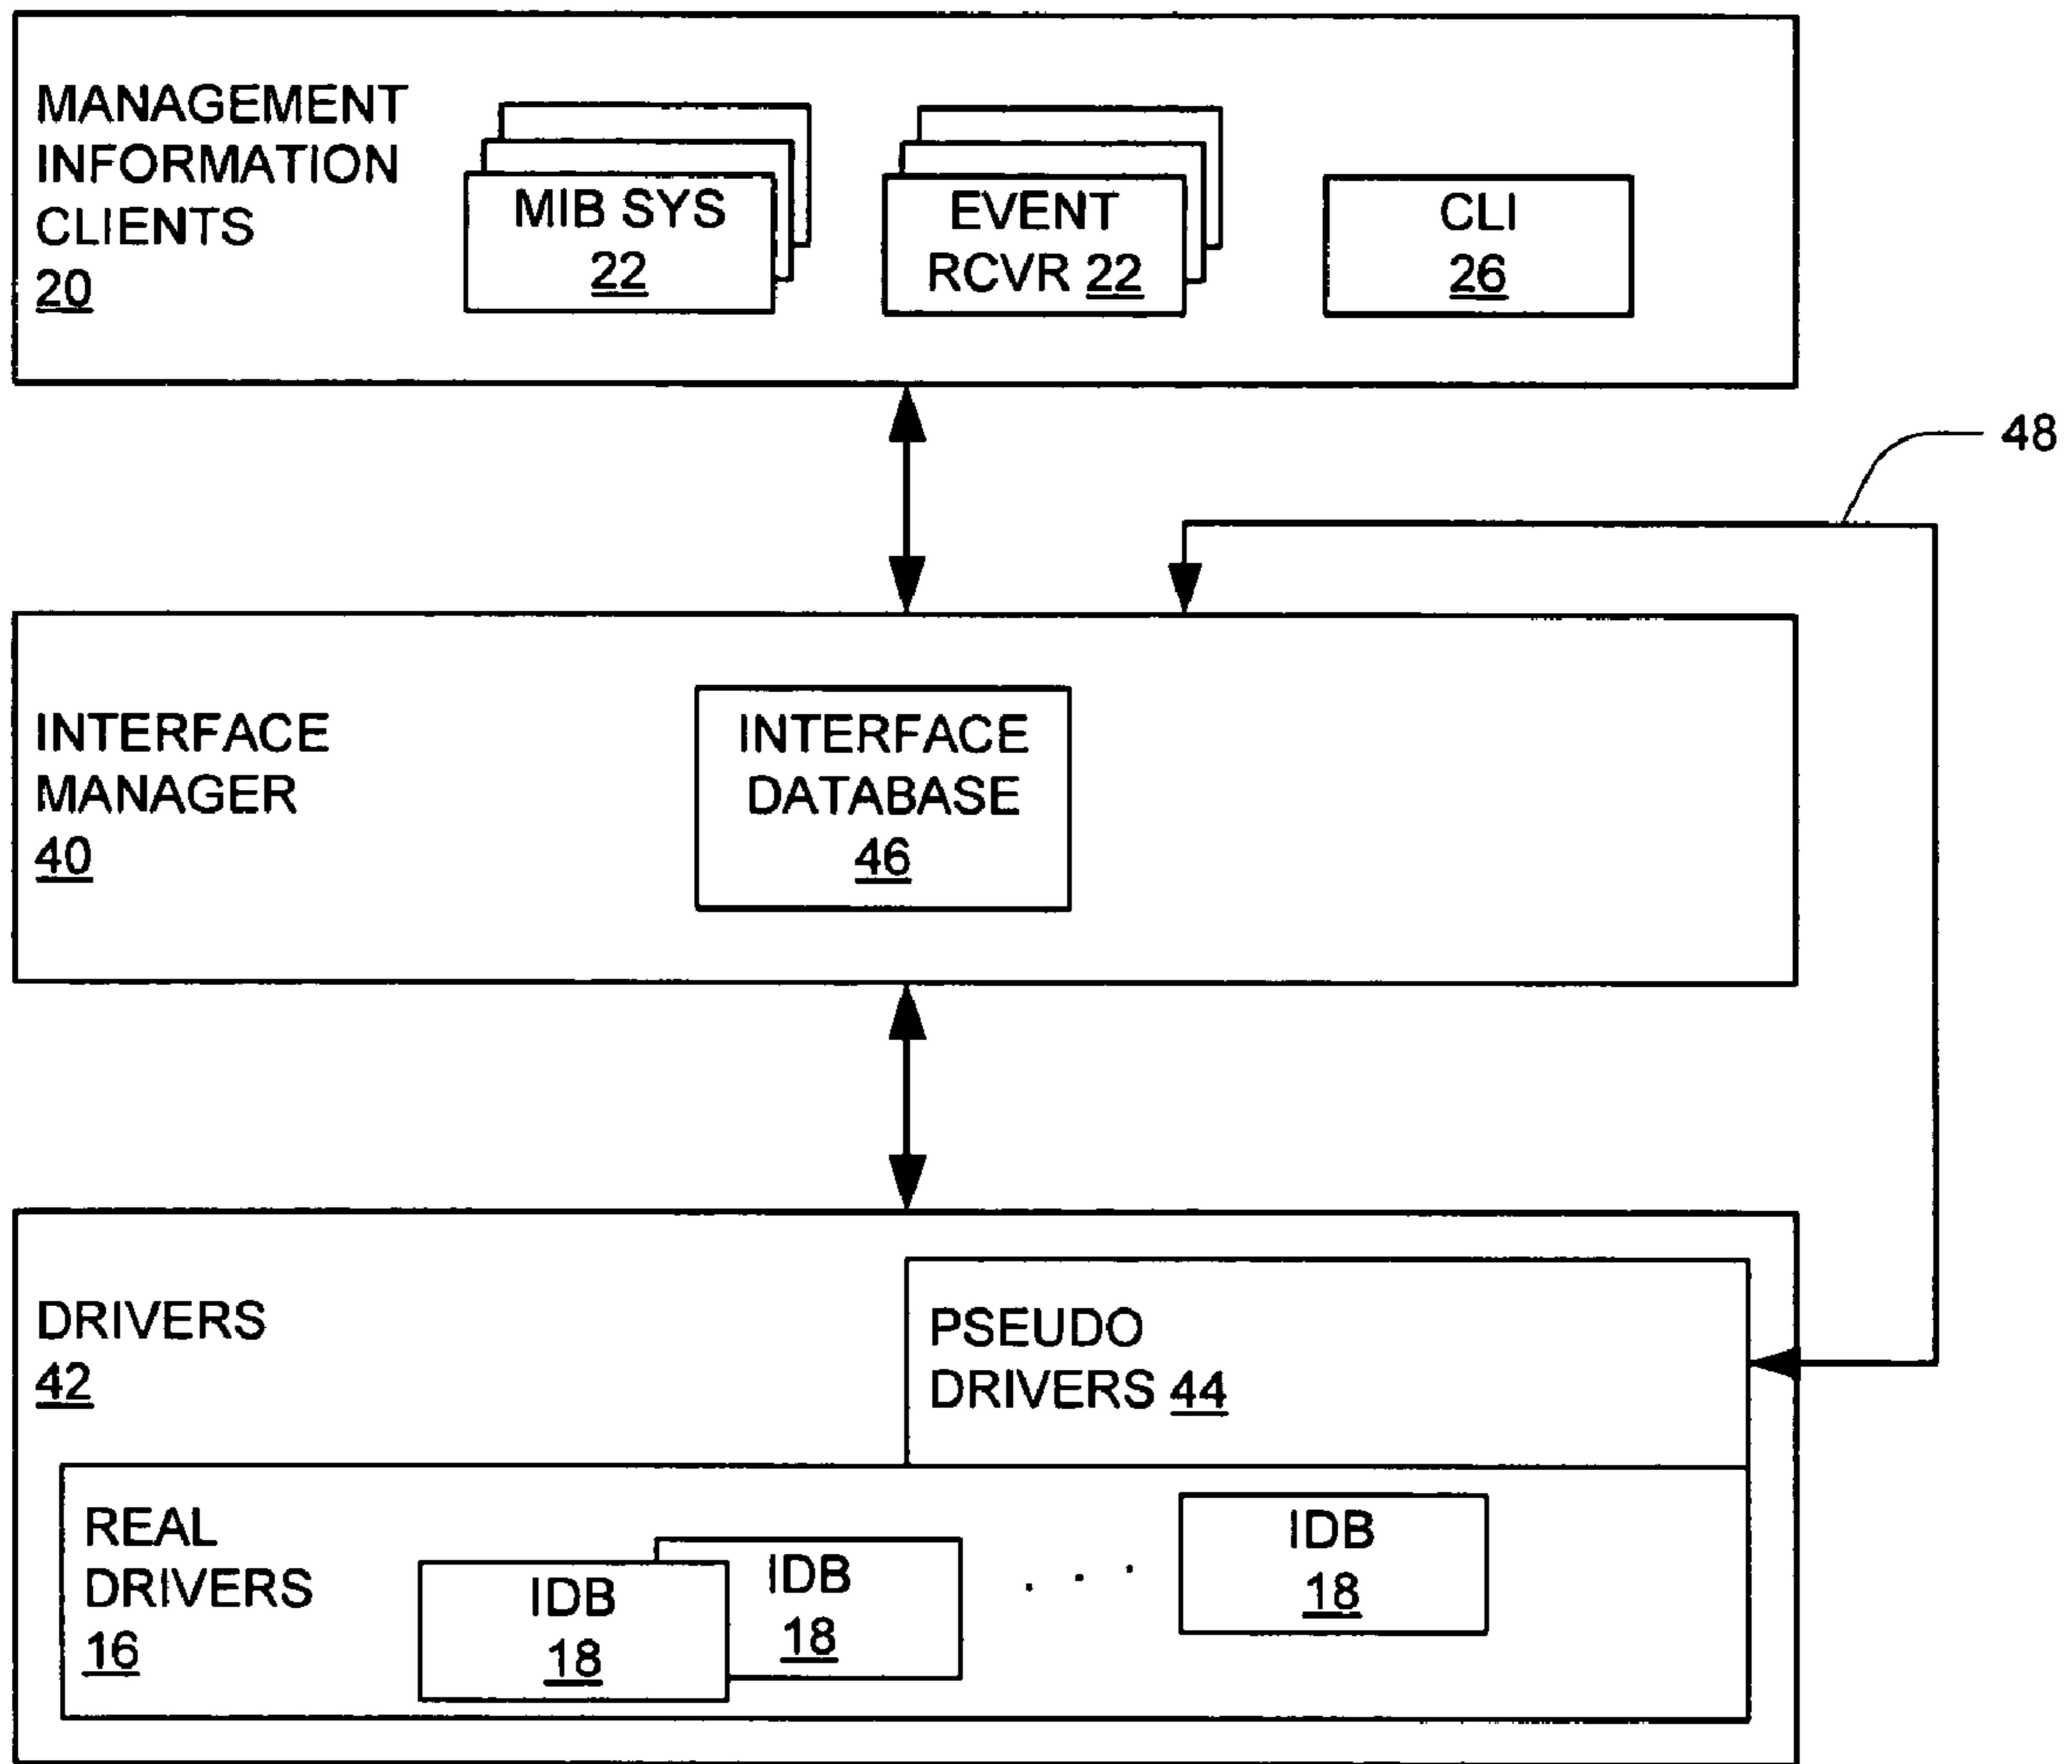 MANAGEMENT
INFORMATION
CLIENTS
20
MIB SYS
22
EVENT
RCVR 22
CLI
26
48
INTERFACE
MANAGER
40
INTERFACE
DATABASE
46
DRIVERS
42
PSEUDO
DRIVERS 44
REAL
DRIVERS
16
IDB
18
IDB
18
. . .
IDB
18